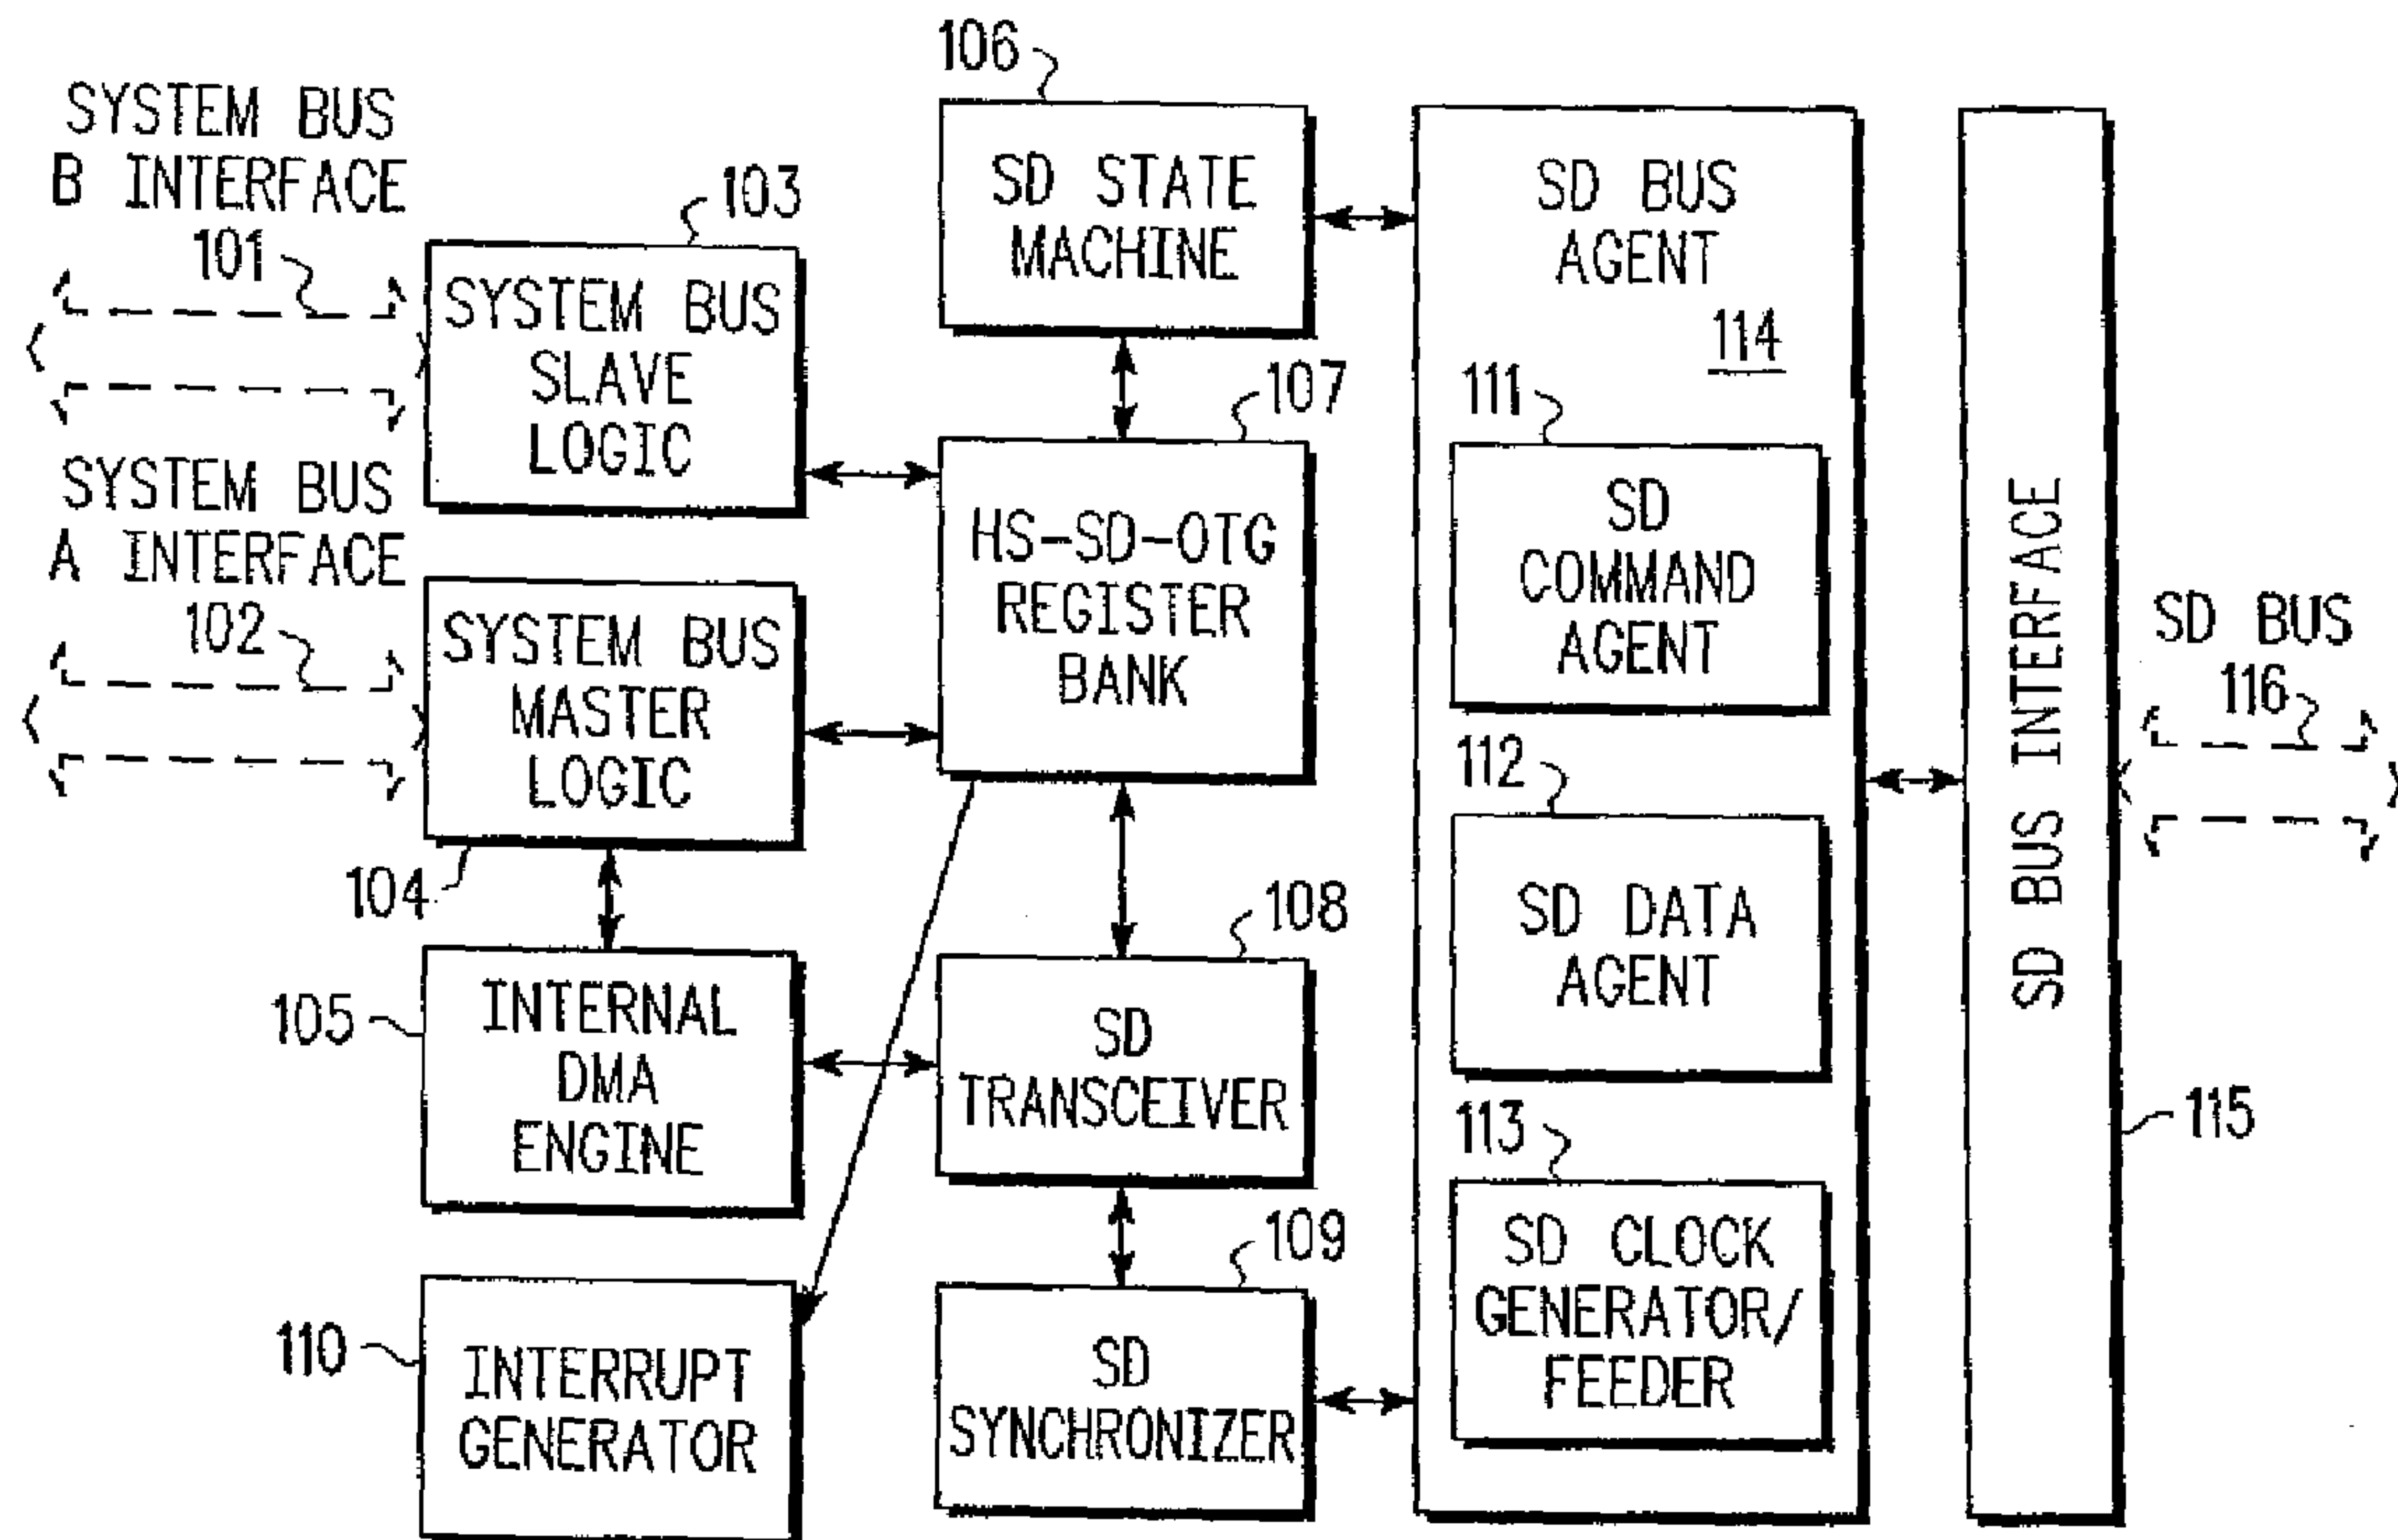 SYSTEM BUS
B INTERFACE
101
SYSTEM BUS
A INTERFACE
102
103
SYSTEM BUS
SLAVE
LOGIC
SYSTEM BUS
MASTER
LOGIC
104
105
INTERNAL
DMA
ENGINE
110
INTERRUPT
GENERATOR
106
SD STATE
MACHINE
107
HS-SD-OTG
REGISTER
BANK
108
SD
TRANSCEIVER
109
SD
SYNCHRONIZER
SD BUS
AGENT
114
111
SD
COMMAND
AGENT
112
SD DATA
AGENT
113
SD CLOCK
GENERATOR/
FEEDER
SD BUS INTERFACE
115
SD BUS
116